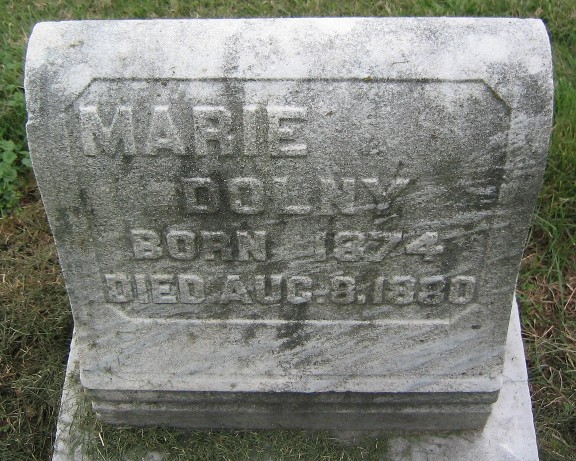 MARIE
DOLNY
BORN 1874
DIED AUG. 8. 1880